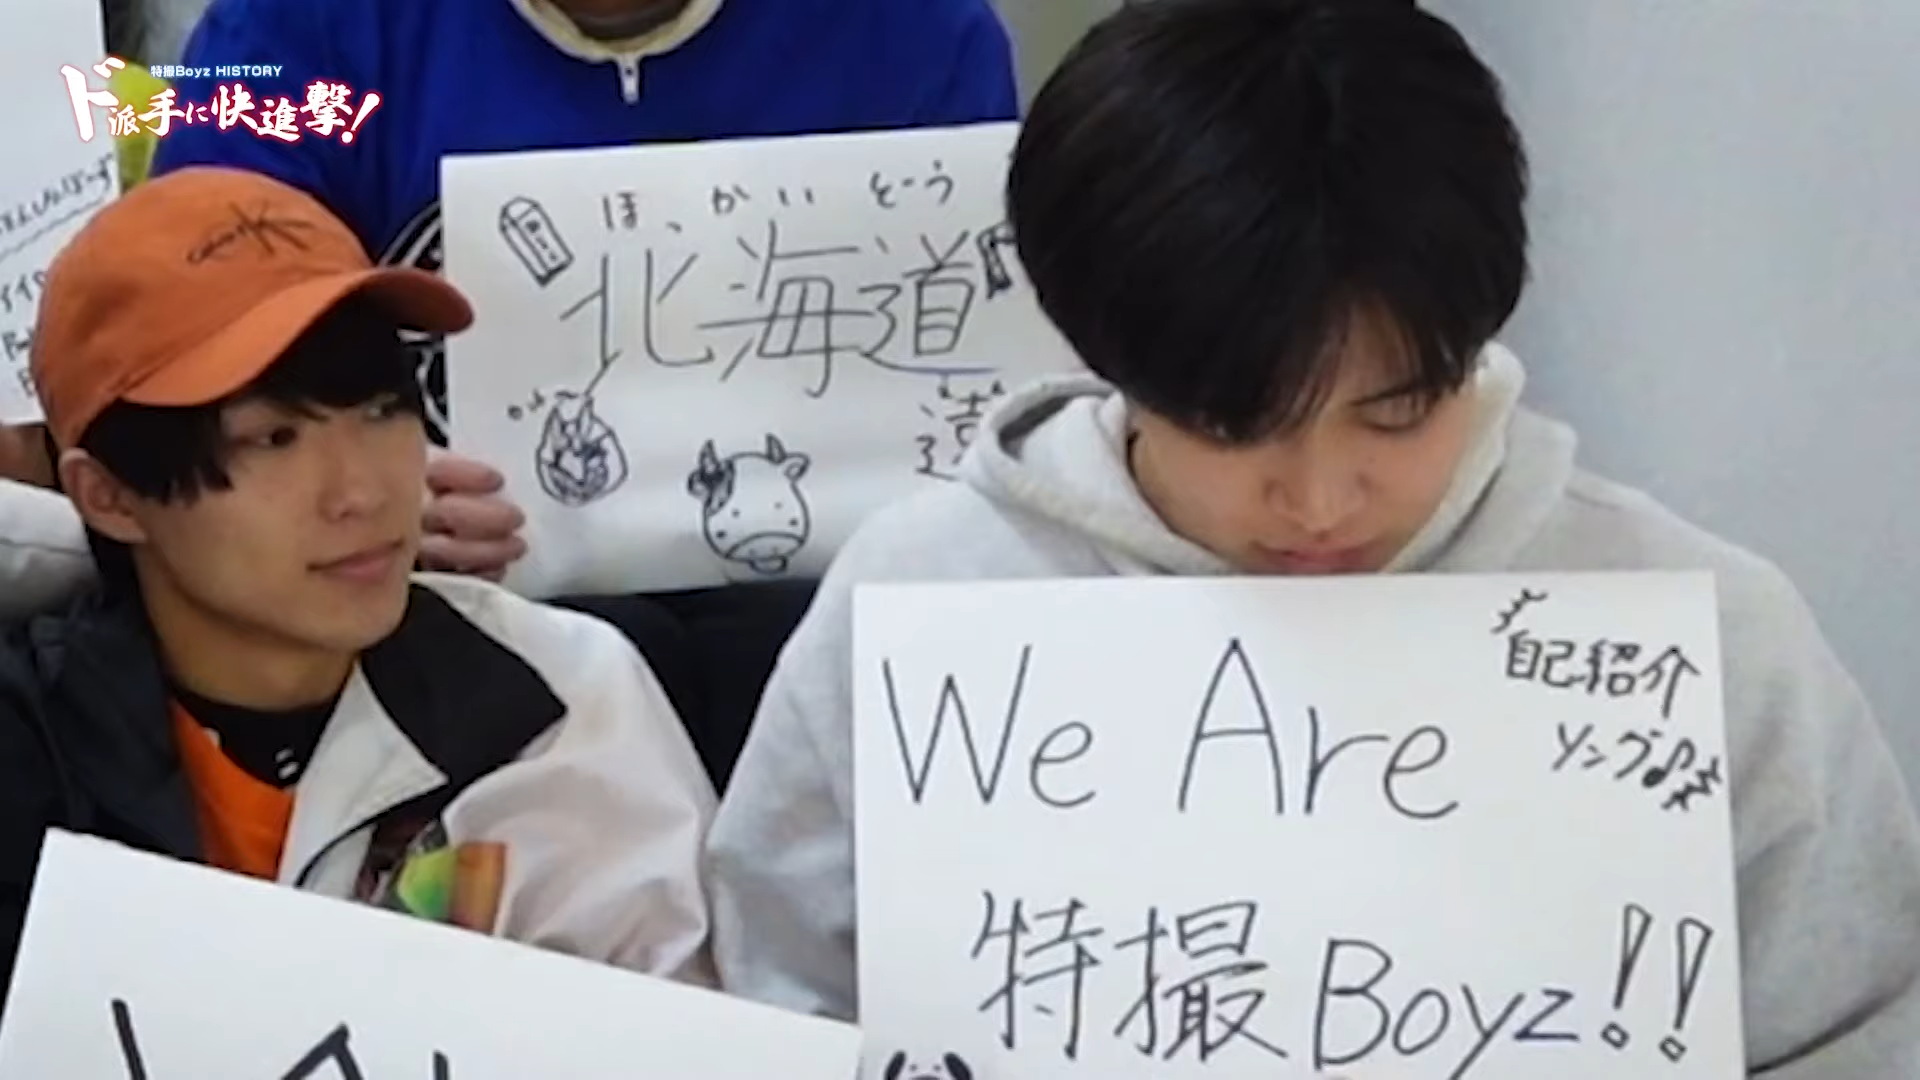 特撮Boyz HISTORY
ド派手に快進撃!
ほっかいどーう
北海道
We Are
自己紹介
ソング♪
特撮Boyz!!